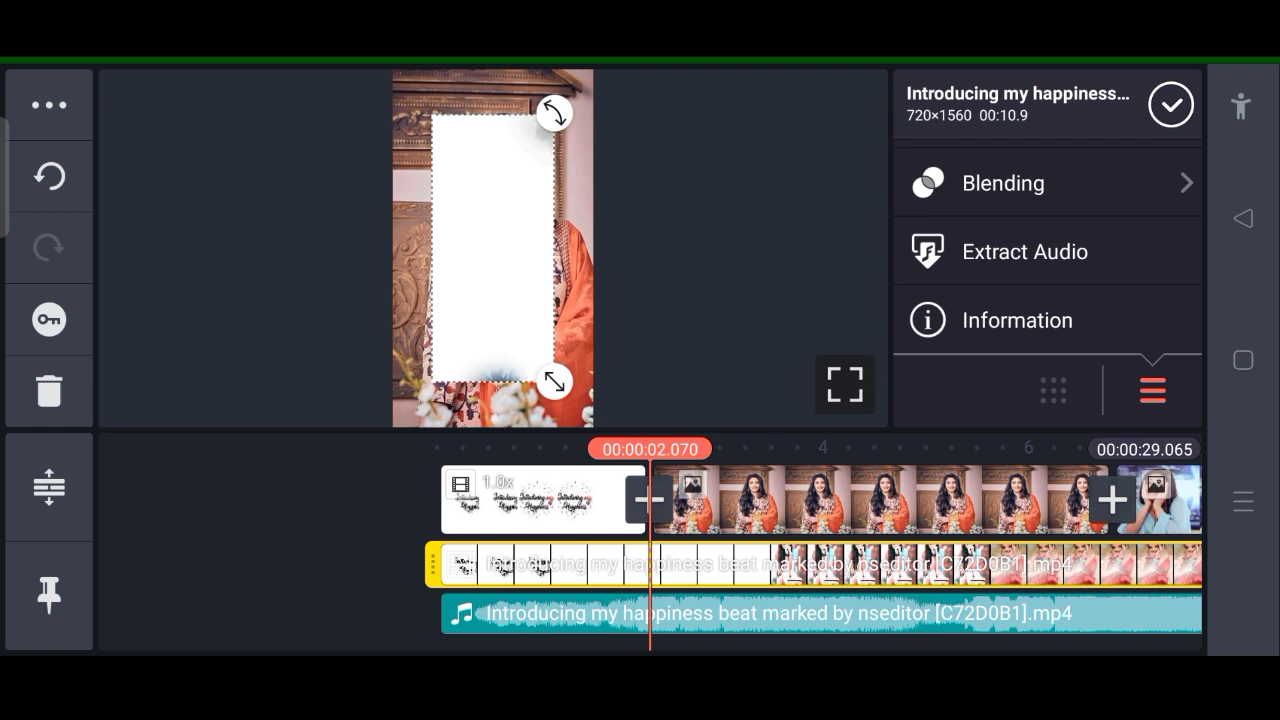 Introducing my happiness...
720×1560 00:10.9
Blending
Extract Audio
Information
00:00:02.070
4
6
00:00:29.065
1.0x
Introducing my happiness beat marked by nseditor [C72D0B1].mp4
Introducing my happiness beat marked by nseditor [C72D0B1].mp4